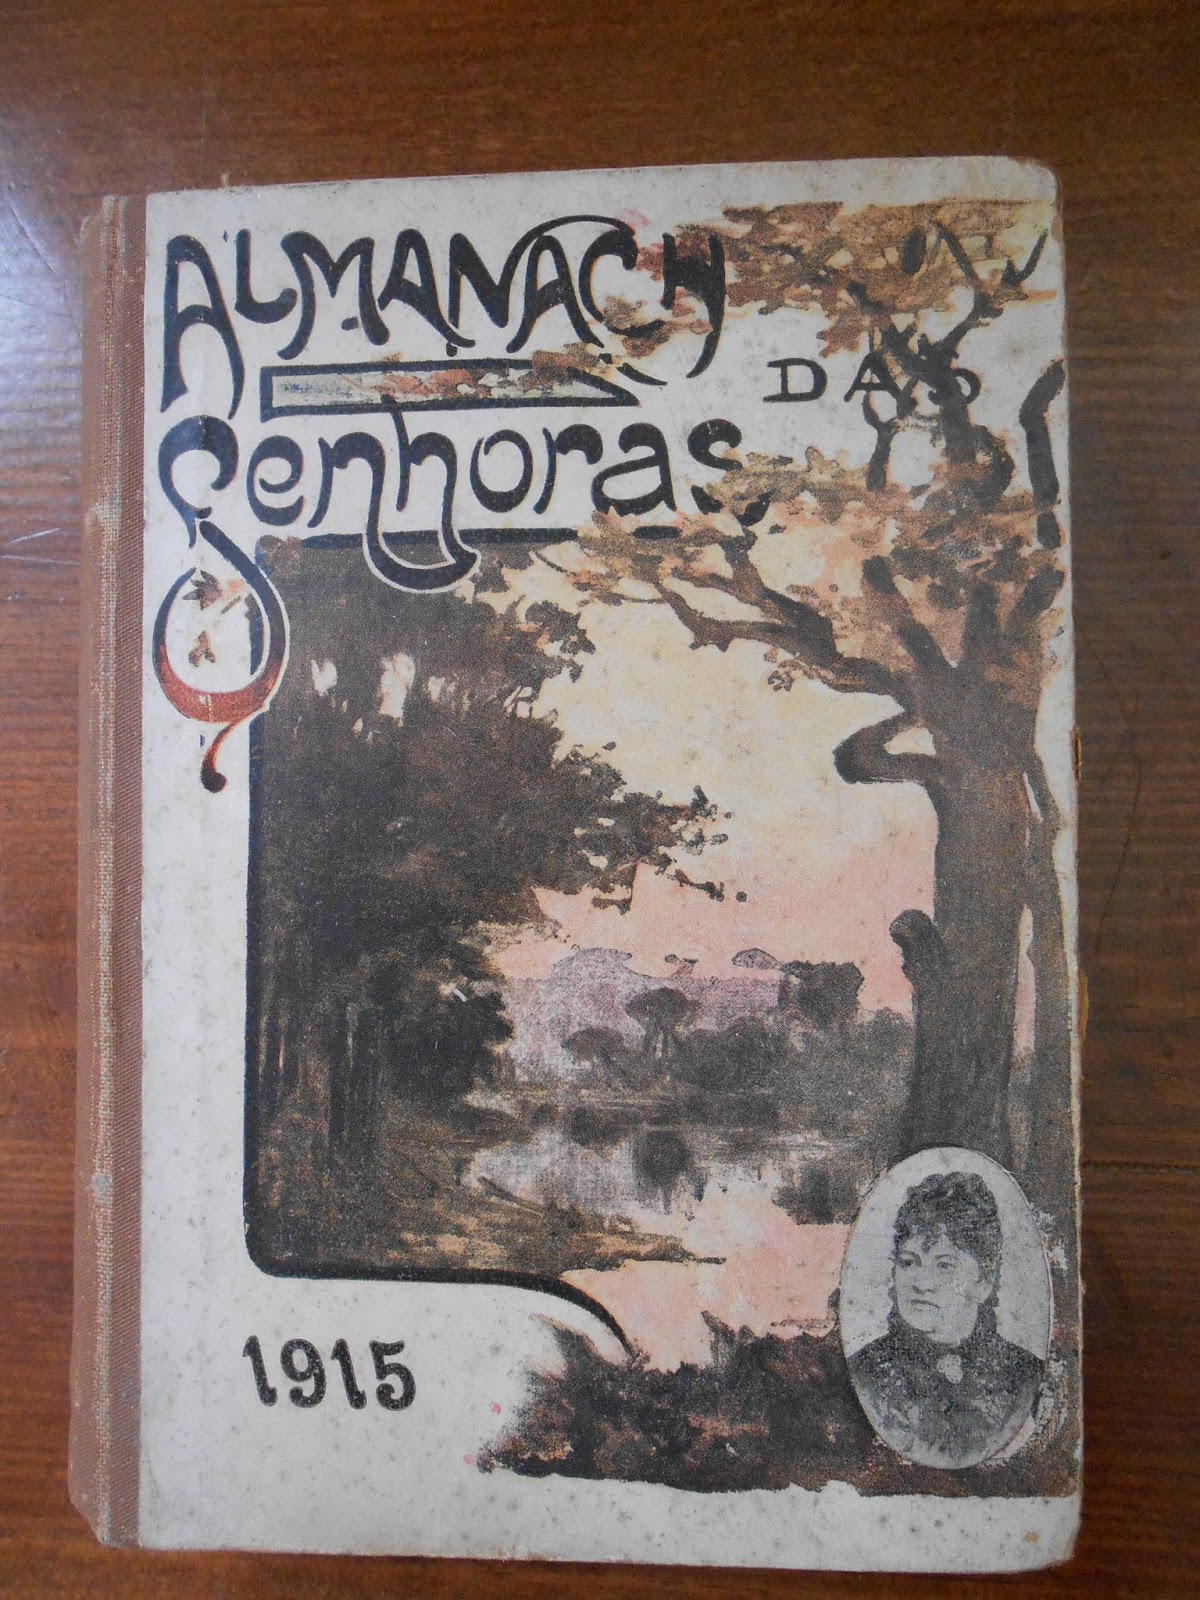 ALMANACH
DAS
Senhoras
1915